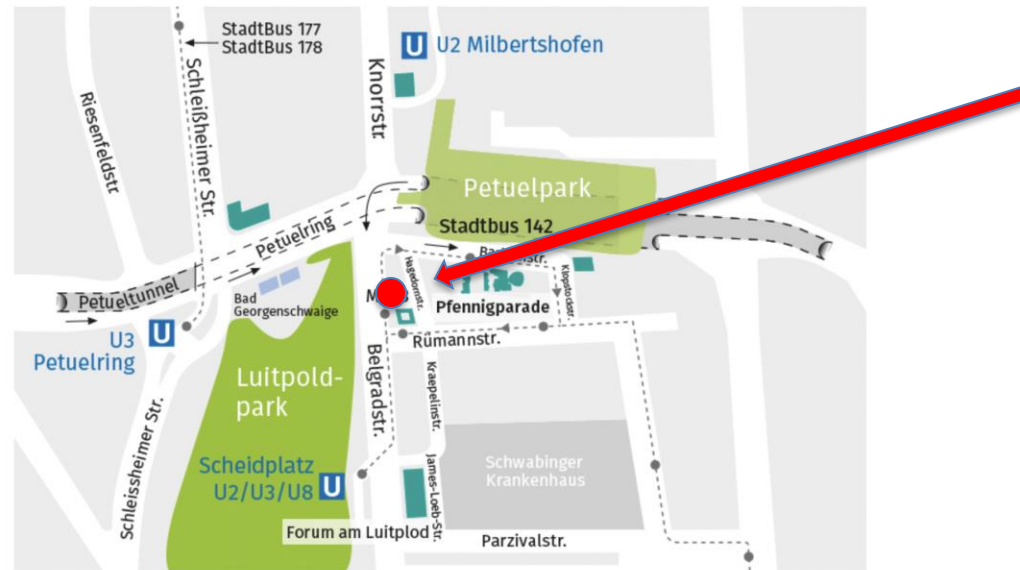 StadtBus 177
StadtBus 178
U U2 Milbertshofen
Schleißheimer Str.
Knorrstr.
Riesenfeldstr.
Petuelpark
Stadtbus 142
Petuelring
Hagedornstr.
Klopstockstr.
Petueltunnel
Bad
Georgenschwaige
Pfennigparade
U3 U
Petuelring
Rümannstr.
Luitpold-
park
Belgradstr.
Kraepelinstr.
Schleissheimer Str.
Scheidplatz
U2/U3/U8 U
James-Loeb-Str.
Schwabinger
Krankenhaus
Forum am Luitplod
Parzivalstr.